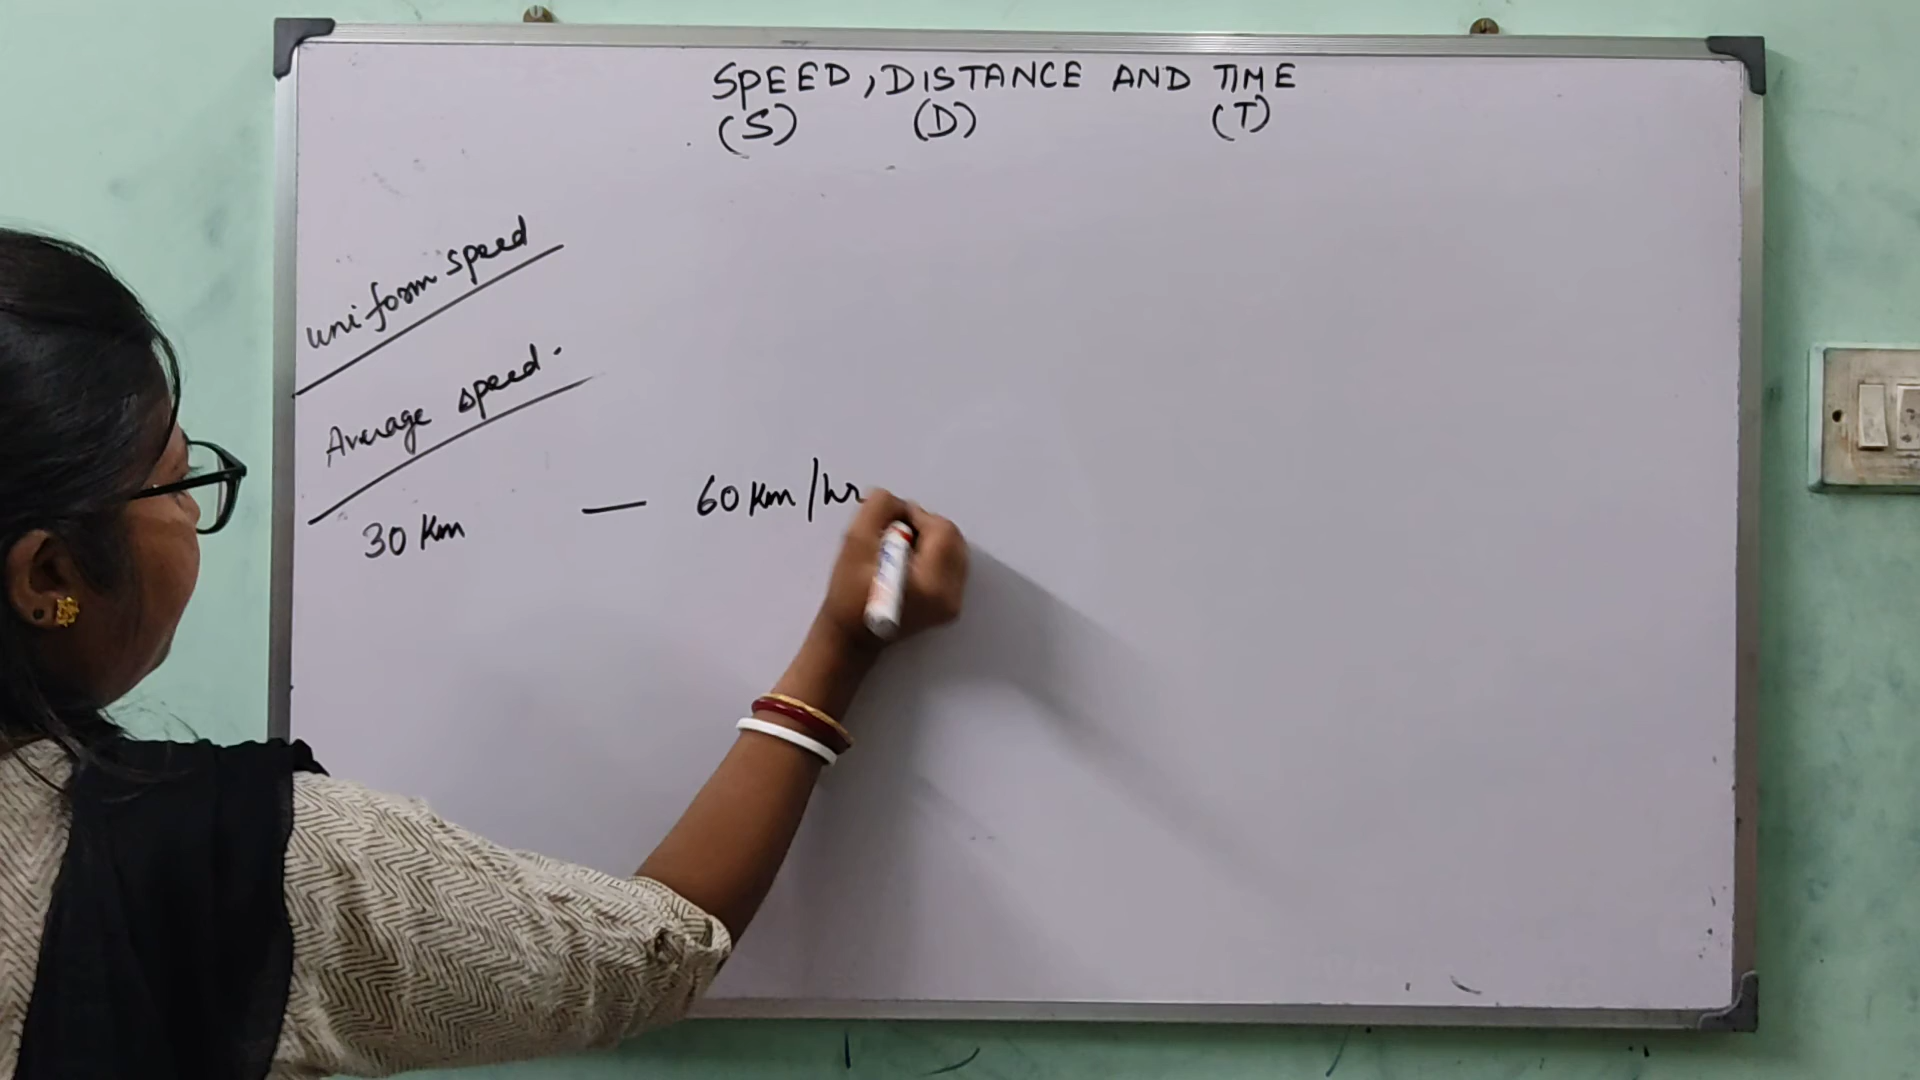 SPEED, DISTANCE AND TIME
(S) (D) (T)
uniform speed
Average speed.
30 Km — 60 Km/hr